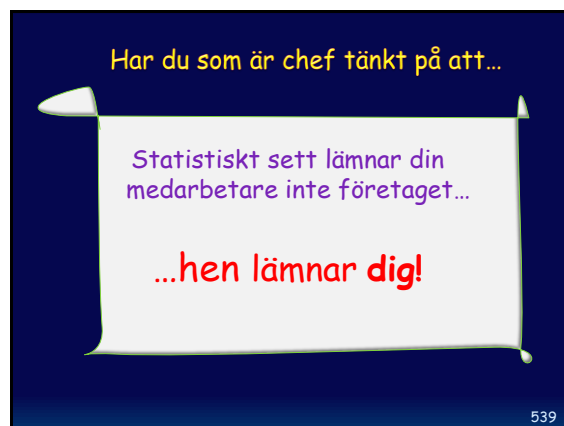 Har du som är chef tänkt på att…
Statistiskt sett lämnar din
medarbetare inte företaget…
…hen lämnar dig!
539